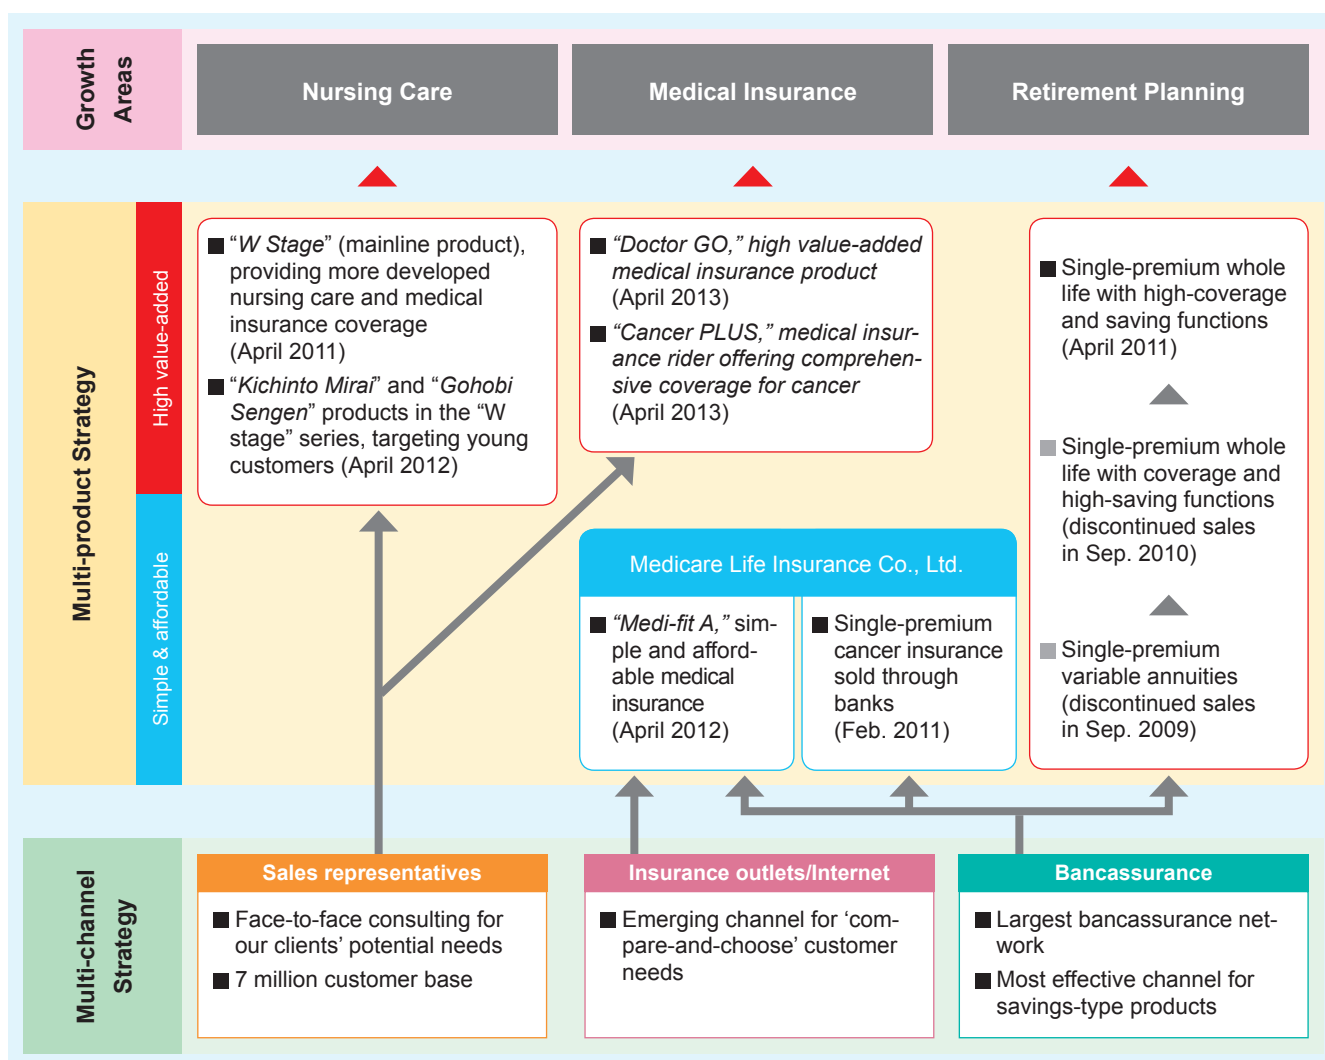 Growth
Areas
Nursing Care
Medical Insurance
Retirement Planning
Multi-product Strategy
High value-added
Simple & affordable
■ “W Stage” (mainline product),
providing more developed
nursing care and medical
insurance coverage
(April 2011)
■ “Kichinto Mirai” and “Gohobi
Sengen” products in the “W
stage” series, targeting young
customers (April 2012)
■ “Doctor GO,” high value-added
medical insurance product
(April 2013)
■ “Cancer PLUS,” medical insur-
ance rider offering comprehen-
sive coverage for cancer
(April 2013)
■ Single-premium whole
life with high-coverage
and saving functions
(April 2011)
■ Single-premium whole
life with coverage and
high-saving functions
(discontinued sales
in Sep. 2010)
■ Single-premium
variable annuities
(discontinued sales
in Sep. 2009)
Medicare Life Insurance Co., Ltd.
■ “Medi-fit A,” sim-
ple and afford-
able medical
insurance
(April 2012)
■ Single-premium
cancer insurance
sold through
banks
(Feb. 2011)
Multi-channel
Strategy
Sales representatives
■ Face-to-face consulting for
our clients’ potential needs
■ 7 million customer base
Insurance outlets/Internet
■ Emerging channel for ‘com-
pare-and-choose’ customer
needs
Bancassurance
■ Largest bancassurance net-
work
■ Most effective channel for
savings-type products